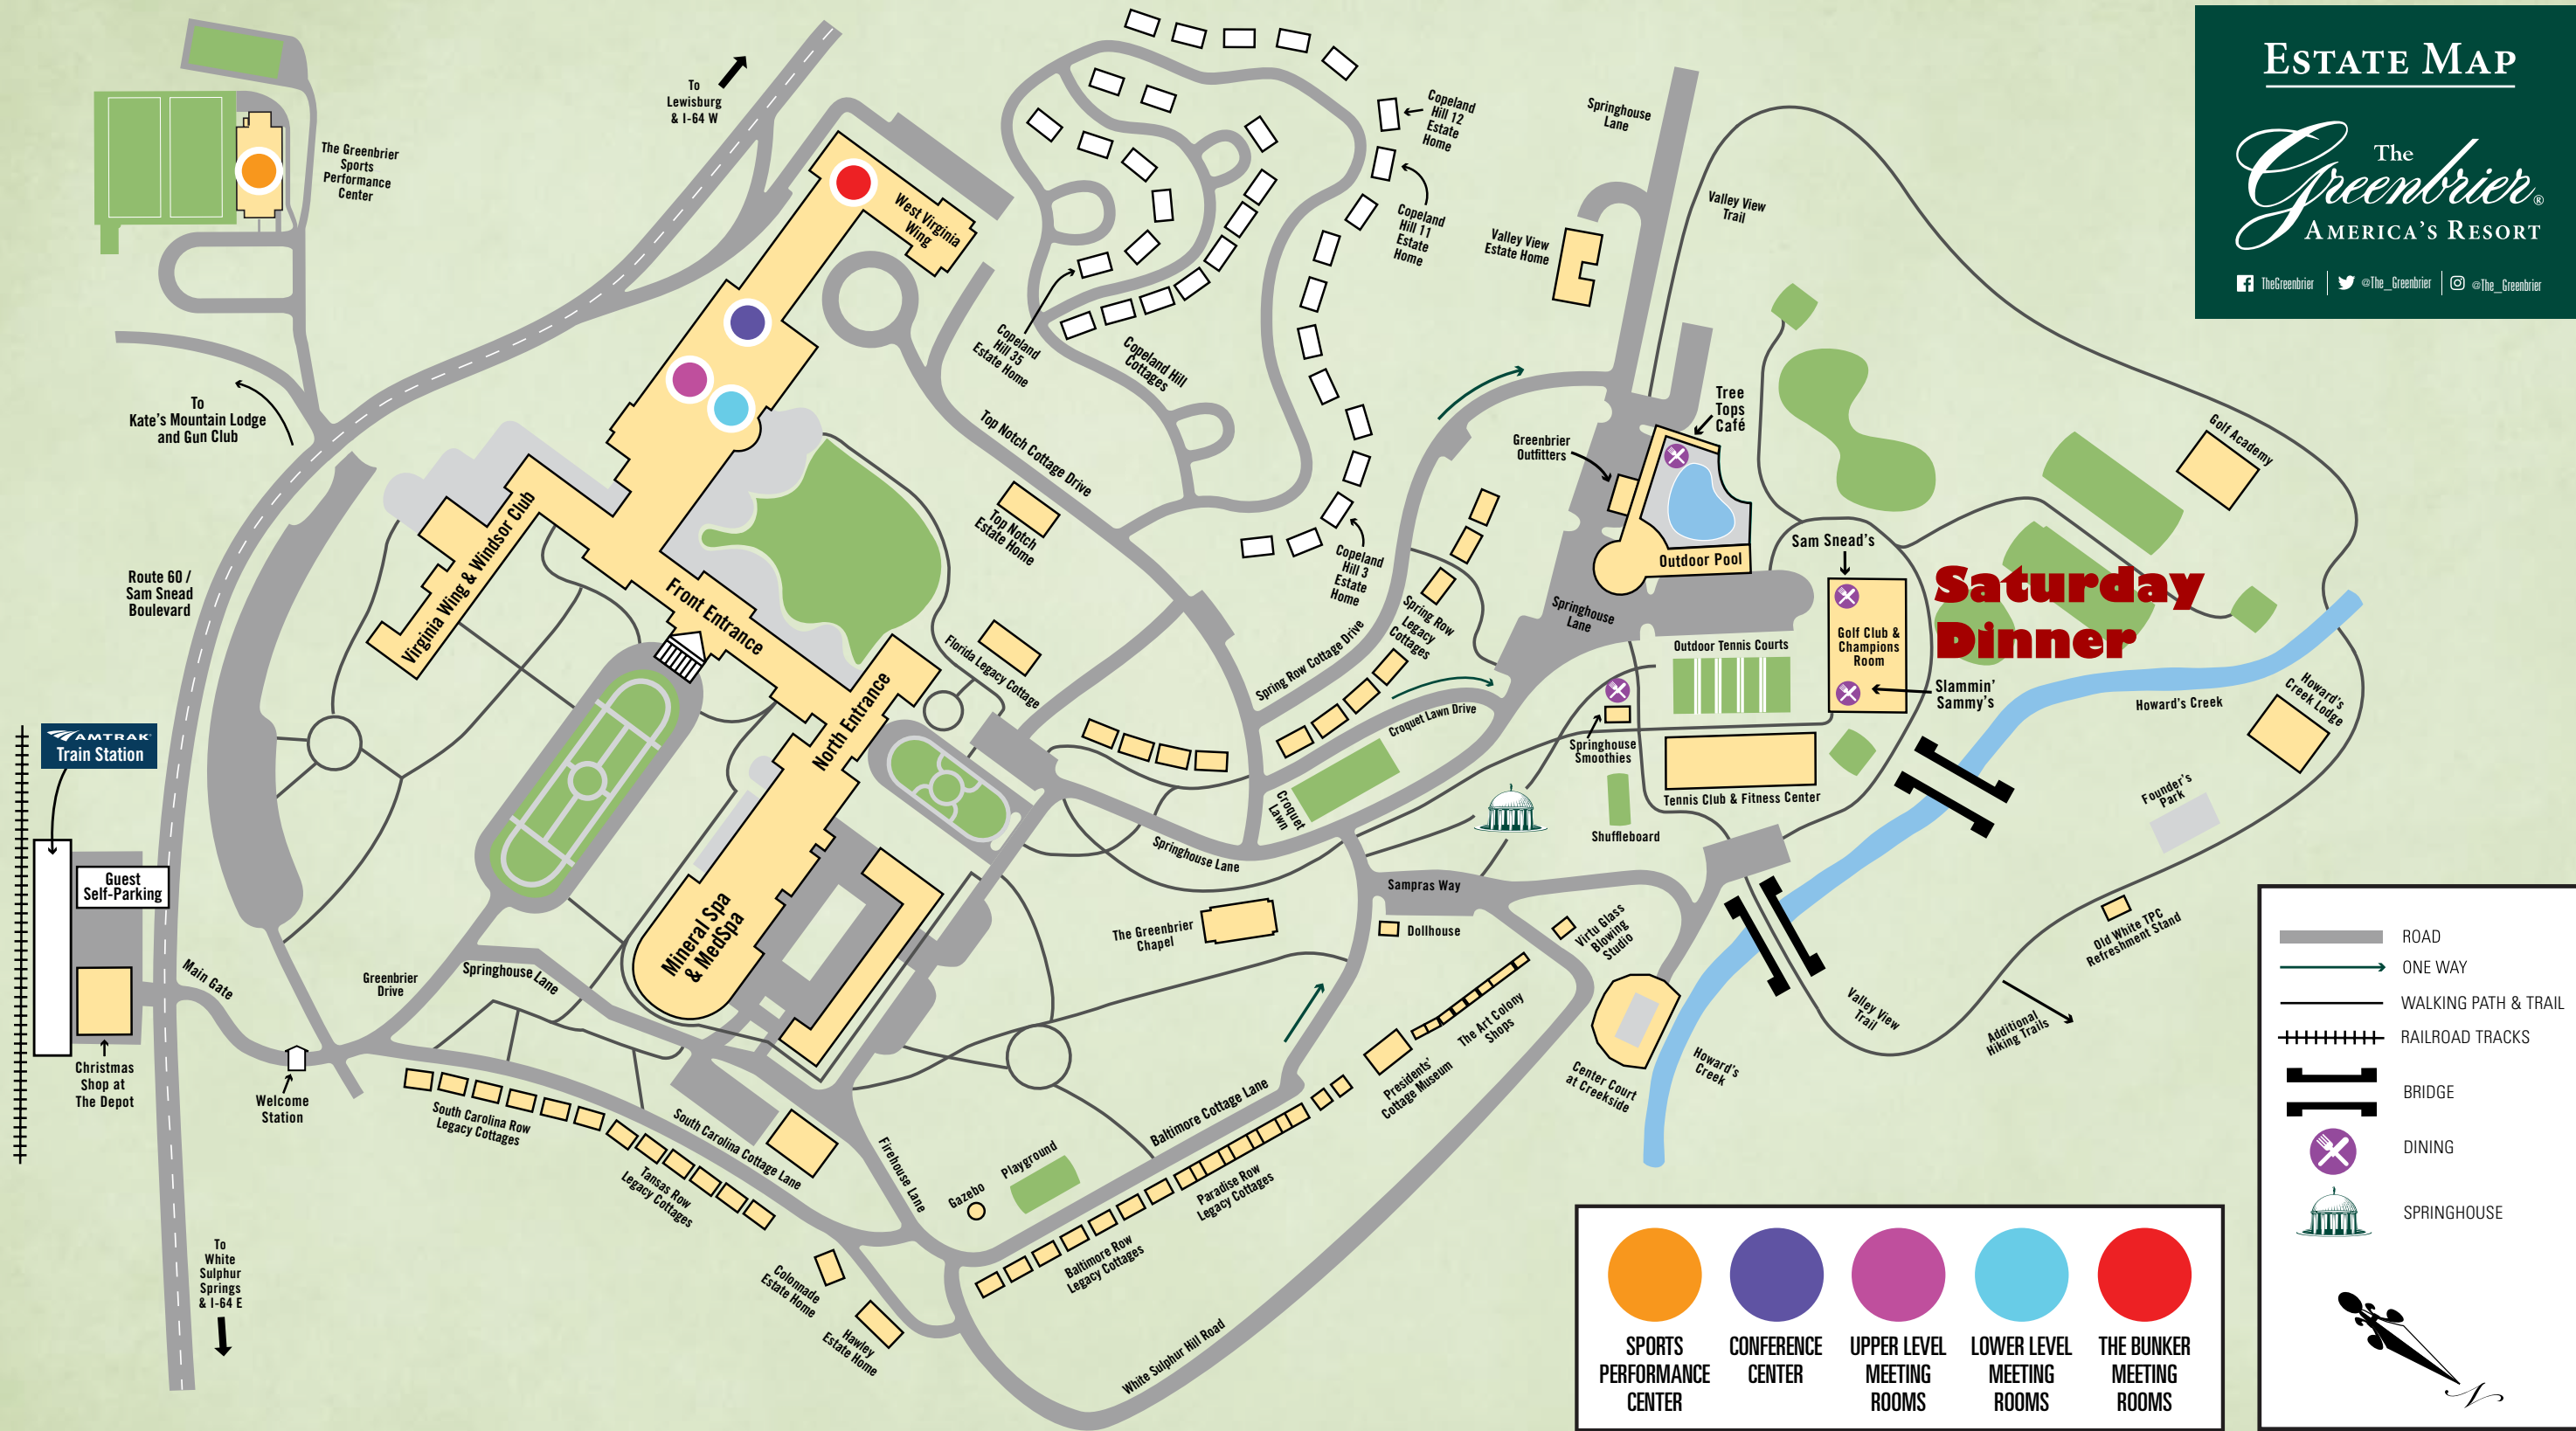 ESTATE MAP
The
Greenbrier®
AMERICA'S RESORT
TheGreenbrier
@The_Greenbrier
@The_Greenbrier
To
Lewisburg
& I-64 W
The Greenbrier
Sports
Performance
Center
West Virginia
Wing
Copeland
Hill 12
Estate
Home
Copeland
Hill 11
Estate
Home
Springhouse
Lane
Valley View
Trail
Valley View
Estate Home
Copeland
Hill 35
Estate Home
Copeland Hill
Cottages
To
Kate's Mountain Lodge
and Gun Club
Top Notch Cottage Drive
Top Notch
Estate Home
Tree
Tops
Café
Greenbrier
Outfitters
Outdoor Pool
Golf Academy
Sam Snead's
Saturday
Dinner
Golf Club &
Champions
Room
Slammin'
Sammy's
Copeland
Hill 3
Estate
Home
Virginia Wing & Windsor Club
Front Entrance
North Entrance
Route 60 /
Sam Snead
Boulevard
Florida Legacy Cottage
Spring Row
Legacy
Cottages
Spring Row Cottage Drive
Springhouse
Lane
Outdoor Tennis Courts
Croquet Lawn Drive
Croquet
Lawn
Springhouse
Smoothies
Tennis Club & Fitness Center
Shuffleboard
Howard's Creek
Howard's
Creek Lodge
Founder's
Park
AMTRAK
Train Station
Guest
Self-Parking
Springhouse Lane
Sampras Way
Dollhouse
The Greenbrier
Chapel
Virtu Glass
Blowing
Studio
Mineral Spa
& MedSpa
Main Gate
Greenbrier
Drive
Springhouse Lane
Christmas
Shop at
The Depot
Welcome
Station
South Carolina Row
Legacy Cottages
South Carolina Cottage Lane
Tansas Row
Legacy Cottages
Firehouse Lane
Gazebo
Playground
Baltimore Cottage Lane
Paradise Row
Legacy Cottages
Baltimore Row
Legacy Cottages
Presidents'
Cottage Museum
The Art Colony
Shops
Center Court
at Creekside
Howard's
Creek
Valley View
Trail
Old White TPC
Refreshment Stand
Additional
Hiking Trails
Colonnade
Estate Home
Hawley
Estate Home
White Sulphur Hill Road
To
White
Sulphur
Springs
& I-64 E
ROAD
ONE WAY
WALKING PATH & TRAIL
RAILROAD TRACKS
BRIDGE
DINING
SPRINGHOUSE
N
SPORTS
PERFORMANCE
CENTER
CONFERENCE
CENTER
UPPER LEVEL
MEETING
ROOMS
LOWER LEVEL
MEETING
ROOMS
THE BUNKER
MEETING
ROOMS